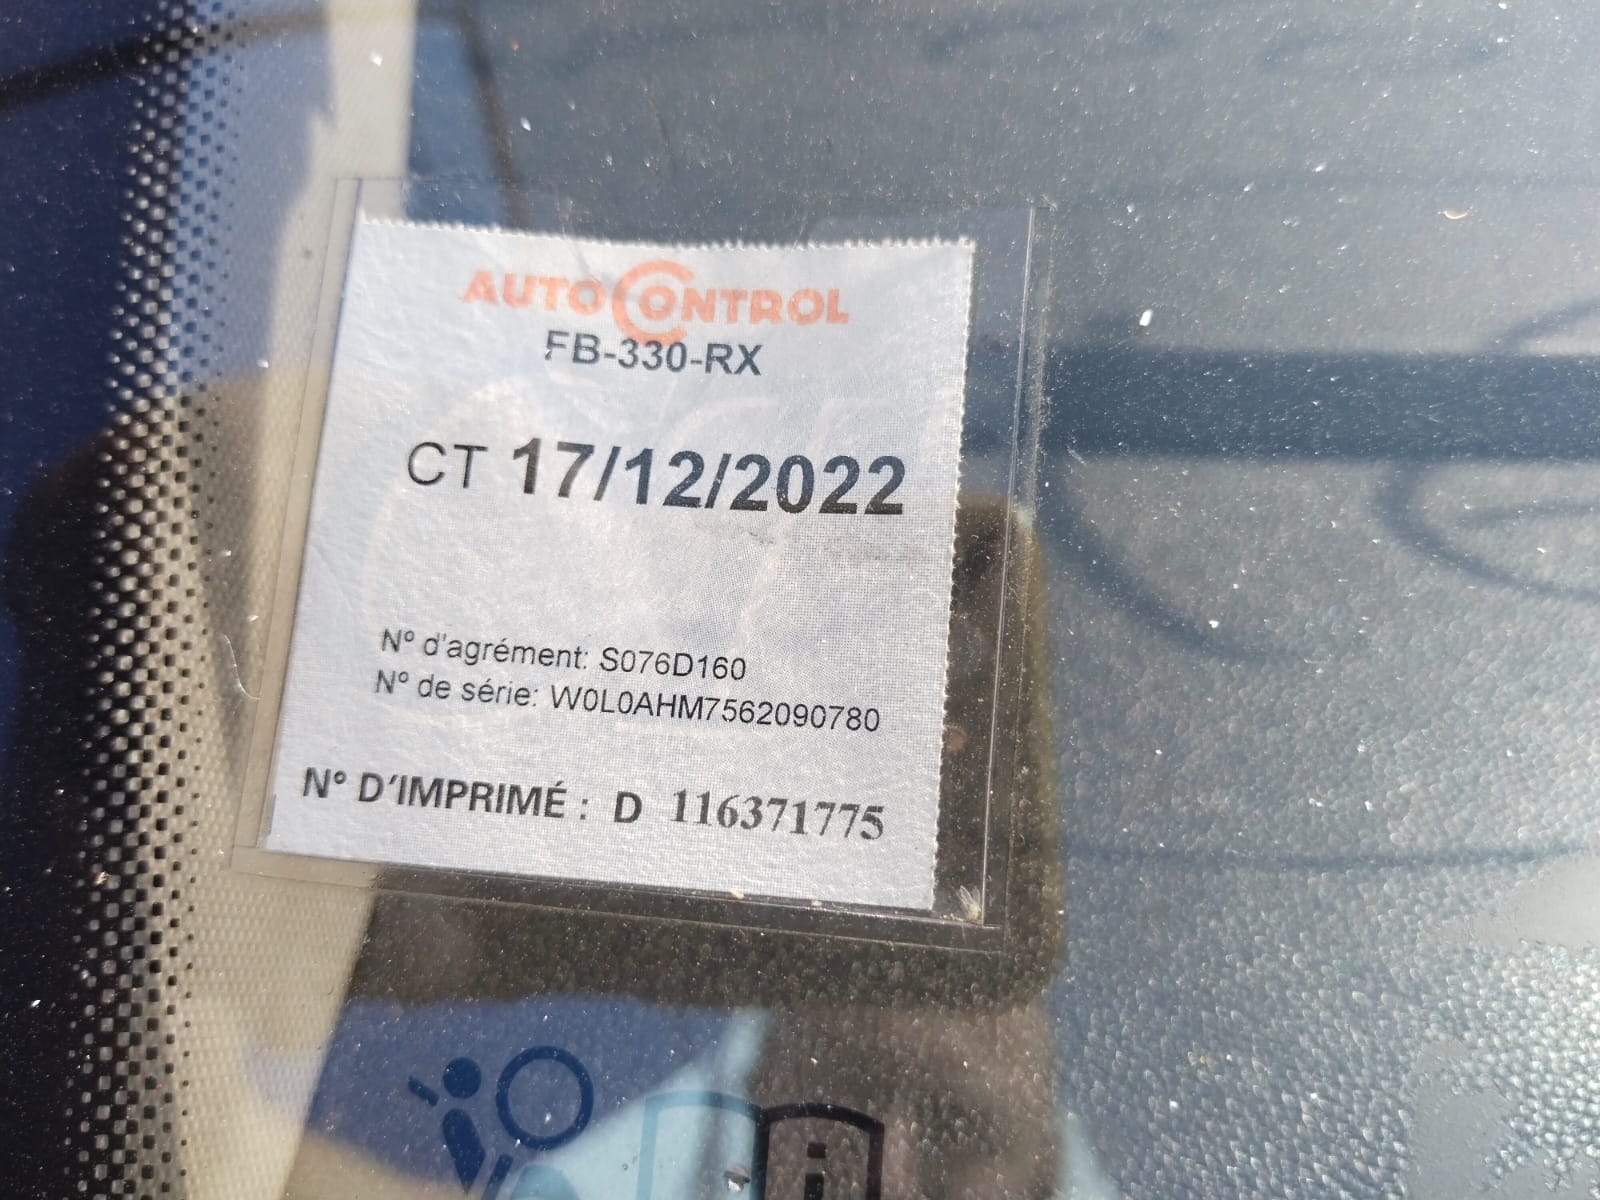 AUTOCONTROL
FB-330-RX
CT 17/12/2022
N° d'agrément: S076D160
N° de série: W0L0AHM7562090780
N° D'IMPRIMÉ : D 116371775
i